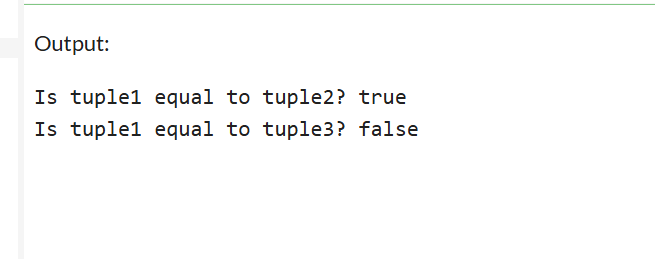 Output:
Is tuple1 equal to tuple2? true
Is tuple1 equal to tuple3? false